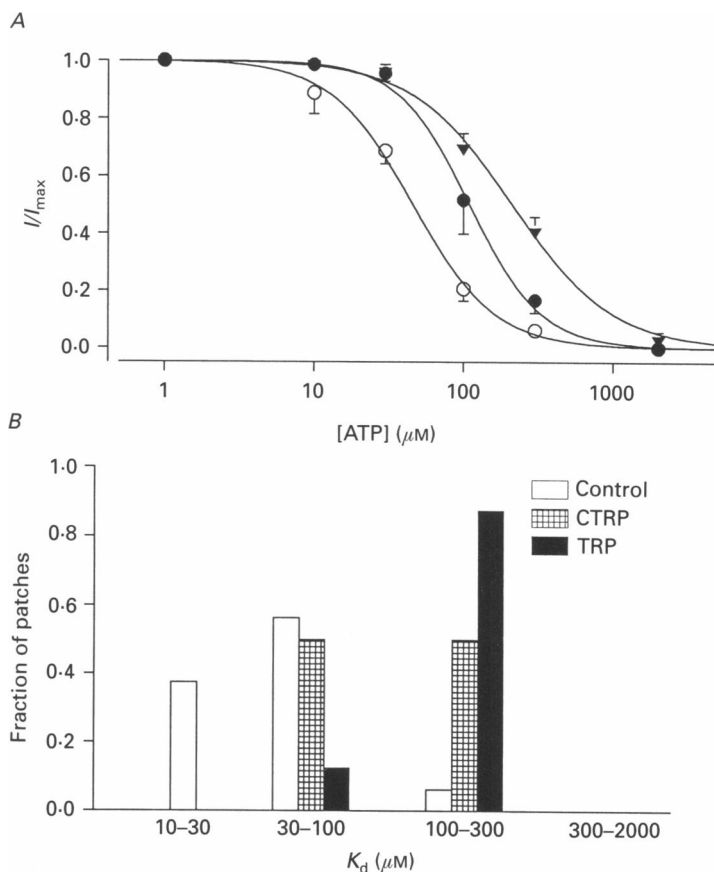 A
1·0
0·8
0·6
0·4
0·2
0·0
I/Imax
1 10 100 1000
[ATP] (μM)
B
1·0
0·8
0·6
0·4
0·2
0·0
Fraction of patches
Control
CTRP
TRP
10–30 30–100 100–300 300–2000
Kd (μM)